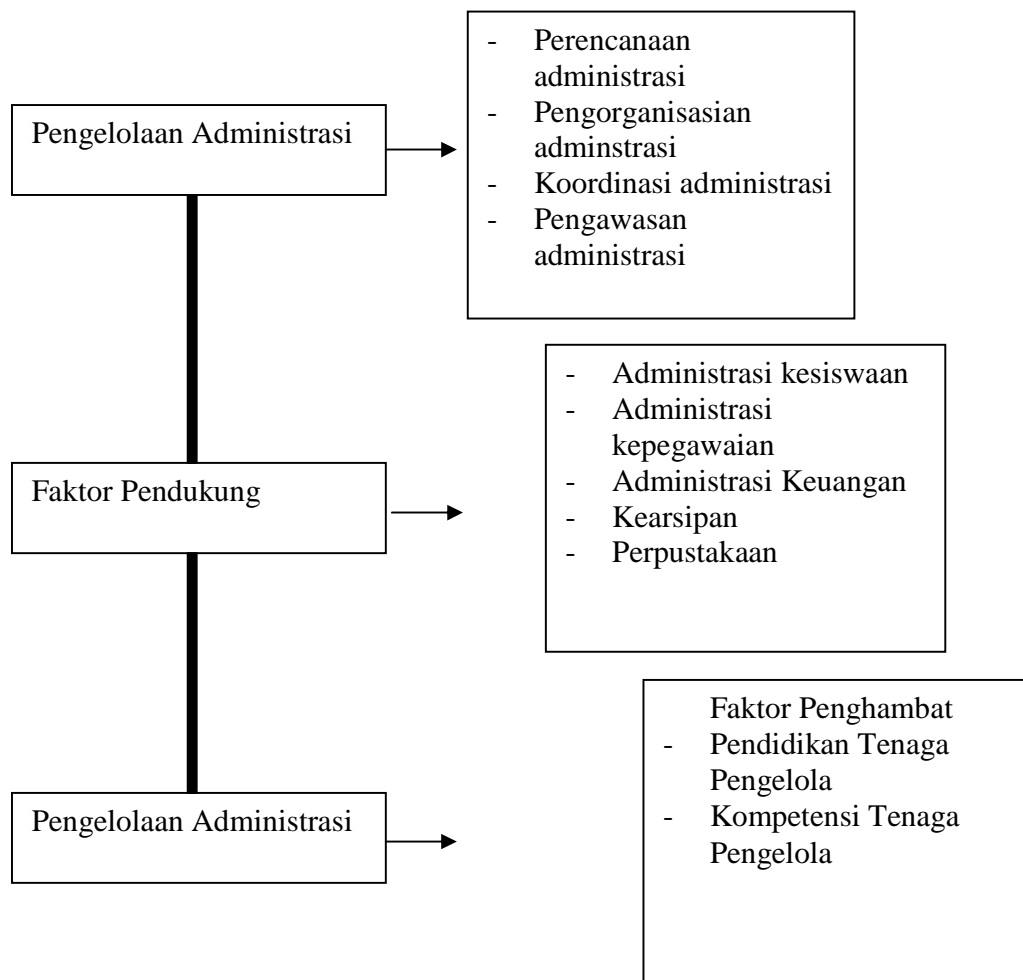 - Perencanaan
administrasi
Pengelolaan Administrasi
- Pengorganisasian
adminstrasi
- Koordinasi administrasi
- Pengawasan
administrasi
- Administrasi kesiswaan
- Administrasi
kepegawaian
Faktor Pendukung
- Administrasi Keuangan
- Kearsipan
- Perpustakaan
Faktor Penghambat
- Pendidikan Tenaga
Pengelola
Pengelolaan Administrasi
- Kompetensi Tenaga
Pengelola